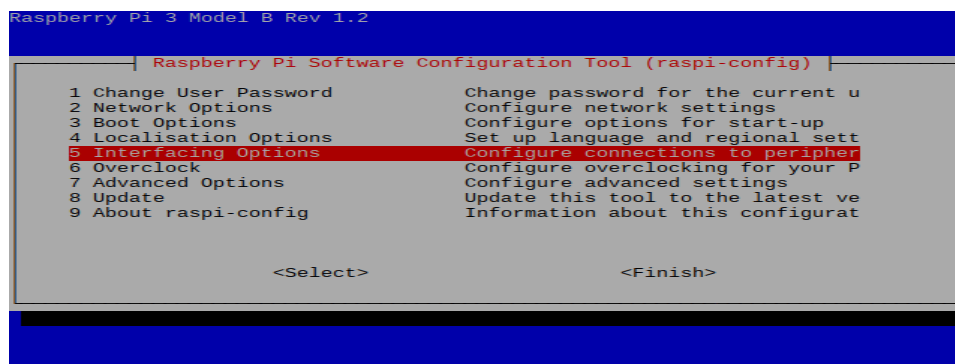 Raspberry Pi 3 Model B Rev 1.2
Raspberry Pi Software Configuration Tool (raspi-config)
1 Change User Password Change password for the current u
2 Network Options Configure network settings
3 Boot Options Configure options for start-up
4 Localisation Options Set up language and regional sett
5 Interfacing Options Configure connections to peripher
6 Overclock Configure overclocking for your P
7 Advanced Options Configure advanced settings
8 Update Update this tool to the latest ve
9 About raspi-config Information about this configurat
<Select> <Finish>